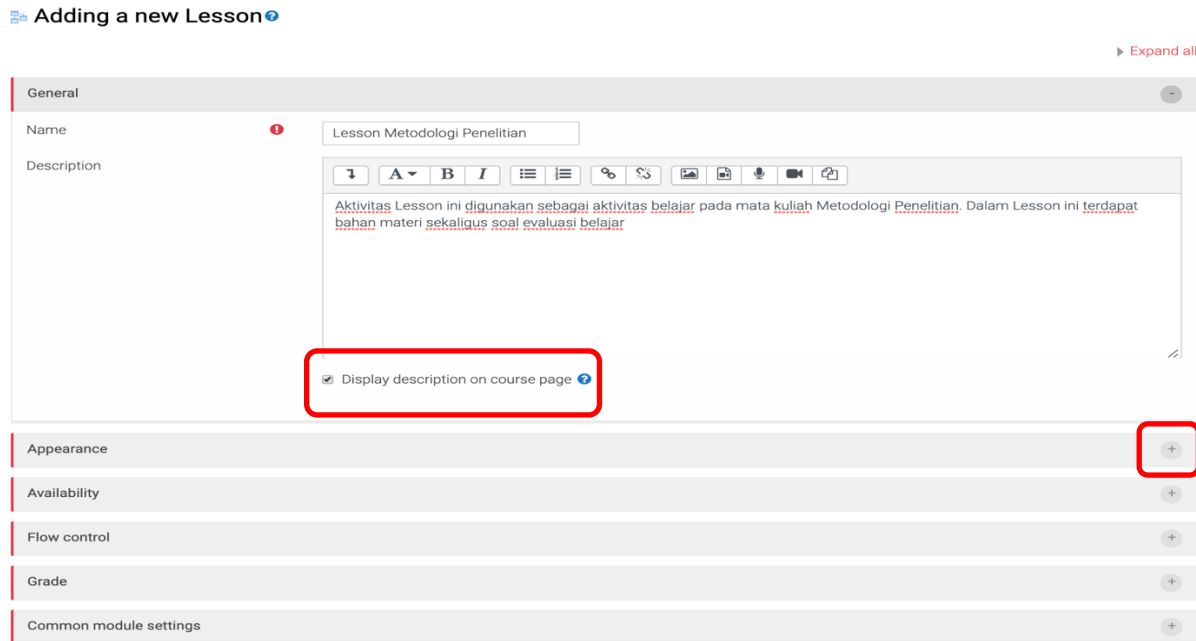 Adding a new Lesson
Expand all
General
Name
Lesson Metodologi Penelitian
Description
A B I
Aktivitas Lesson ini digunakan sebagai aktivitas belajar pada mata kuliah Metodologi Penelitian. Dalam Lesson ini terdapat
bahan materi sekaligus soal evaluasi belajar
Display description on course page
Appearance
Availability
Flow control
Grade
Common module settings